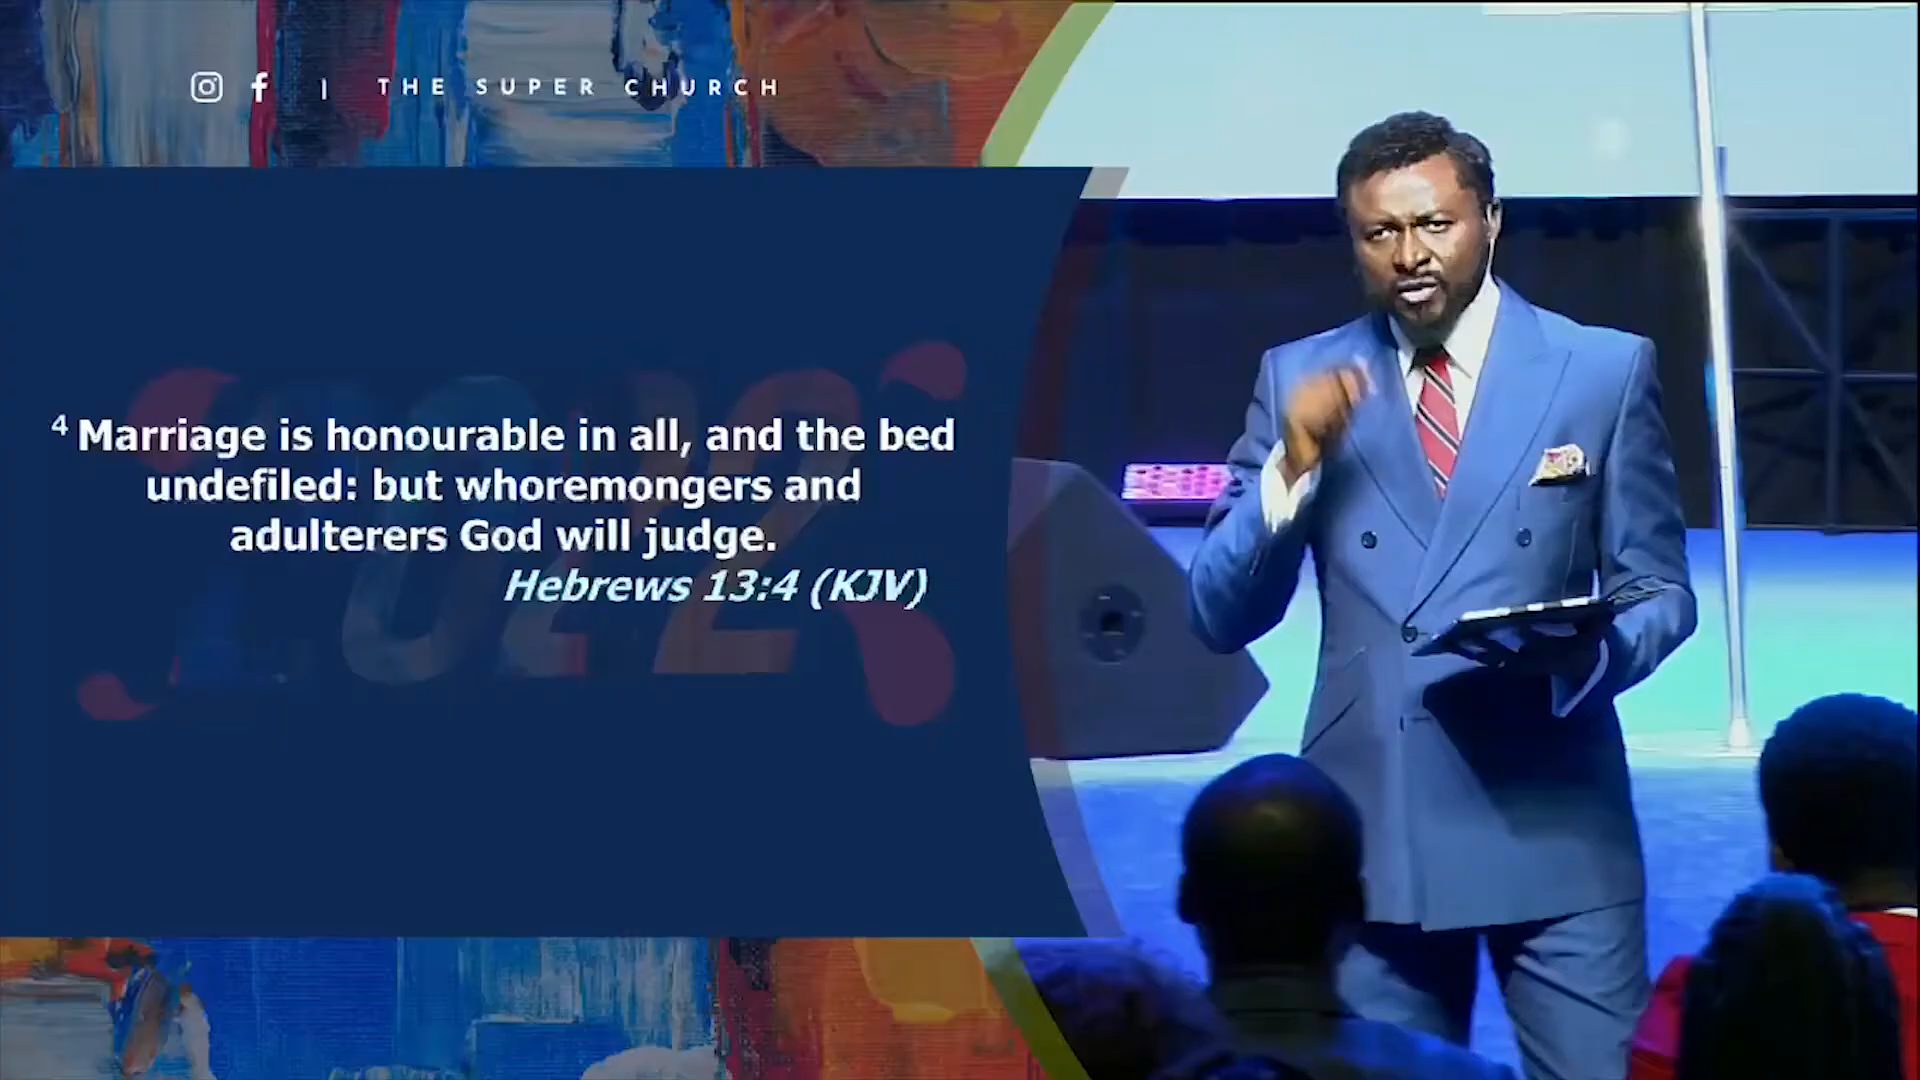 | THE SUPER CHURCH
4 Marriage is honourable in all, and the bed
undefiled: but whoremongers and
adulterers God will judge.
Hebrews 13:4 (KJV)